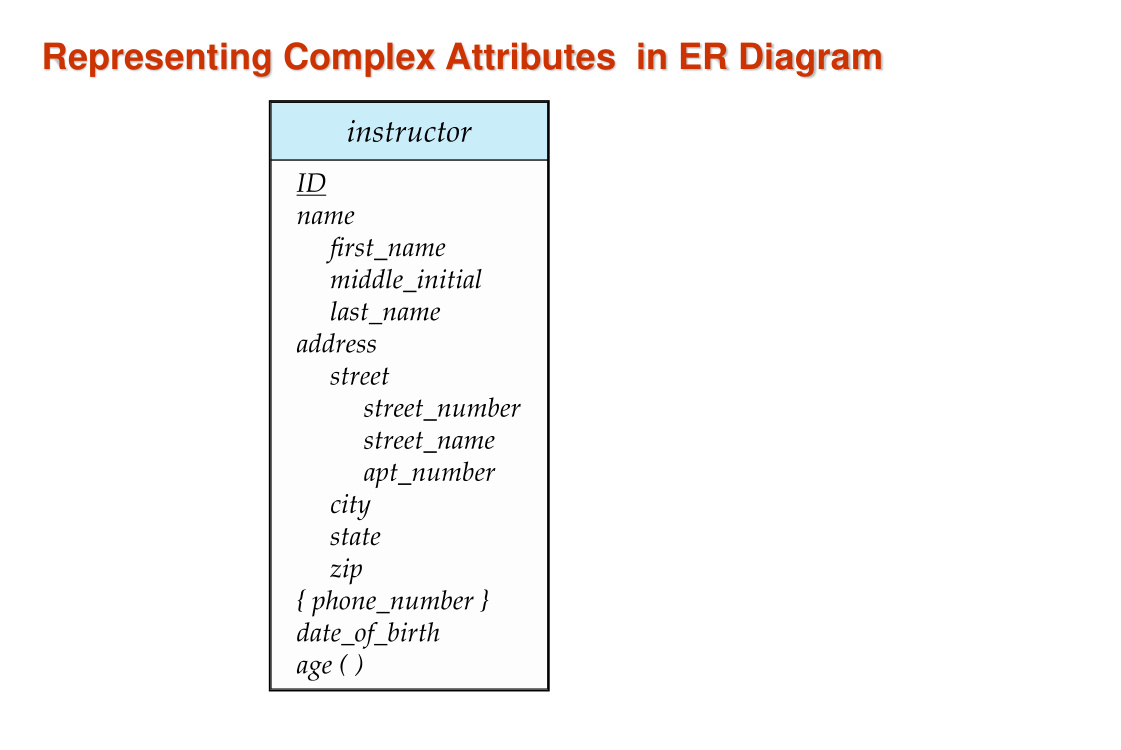 Representing Complex Attributes in ER Diagram
instructor
ID
name
first_name
middle_initial
last_name
address
street
street_number
street_name
apt_number
city
state
zip
{ phone_number }
date_of_birth
age ( )